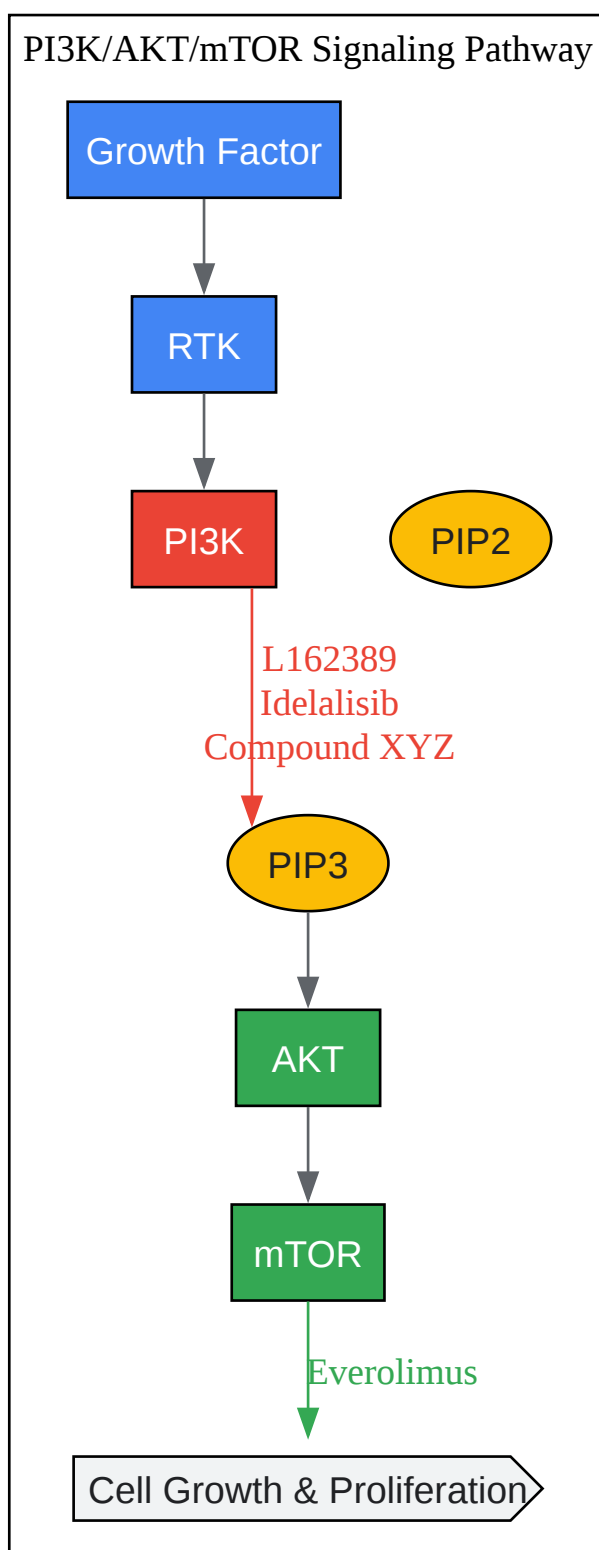 PI3K/AKT/mTOR Signaling Pathway
Growth Factor
RTK
PI3K
PIP2
L162389
Idelalisib
Compound XYZ
PIP3
AKT
mTOR
Everolimus
Cell Growth & Proliferation